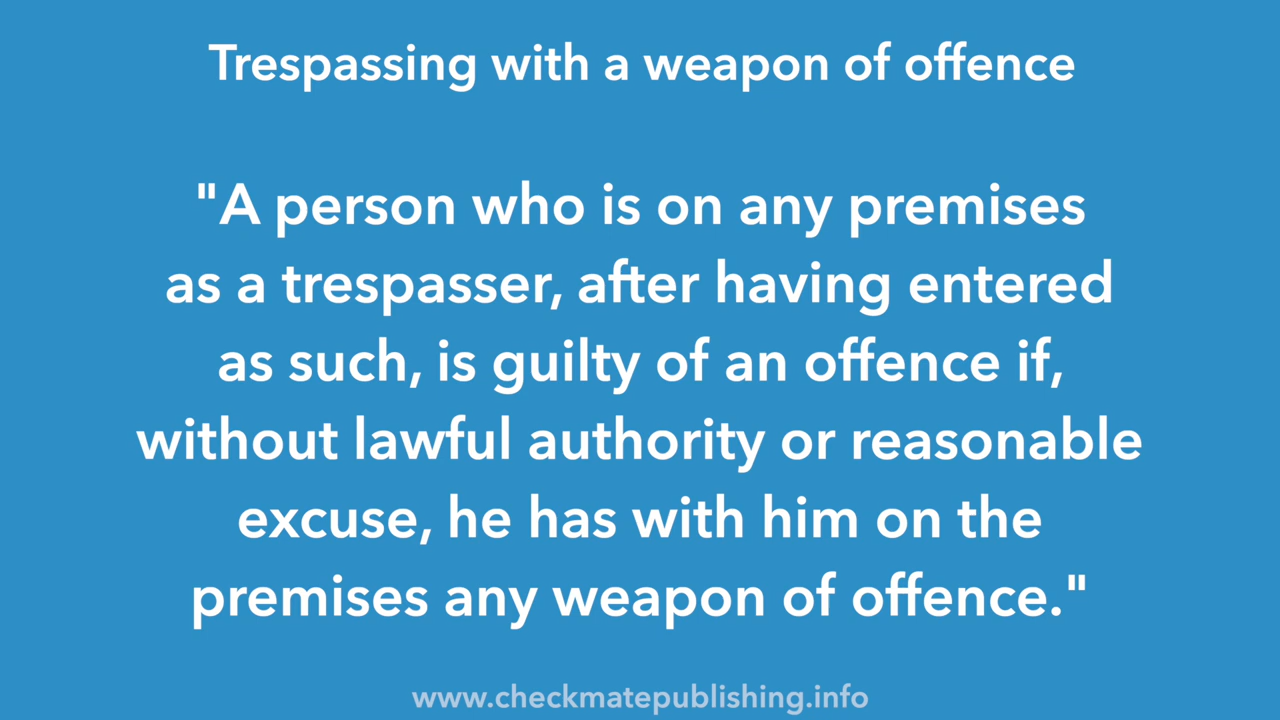 Trespassing with a weapon of offence
"A person who is on any premises
as a trespasser, after having entered
as such, is guilty of an offence if,
without lawful authority or reasonable
excuse, he has with him on the
premises any weapon of offence."
www.checkmatepublishing.info